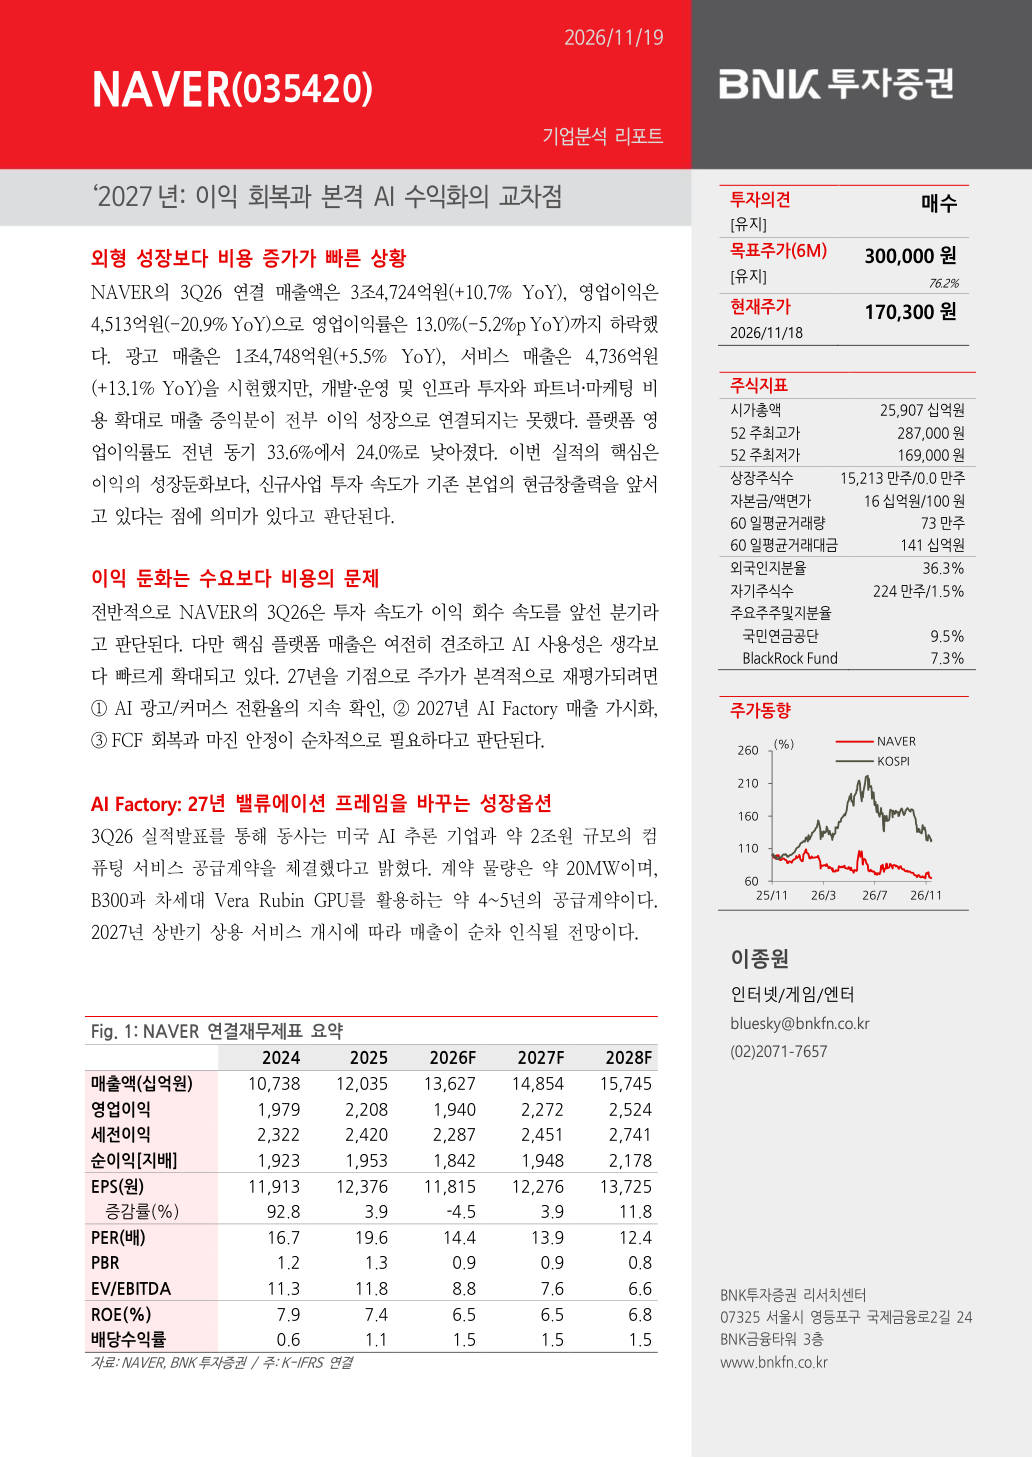 2026/11/19
NAVER(035420)
기업분석 리포트
BNK 투자증권
‘2027년: 이익 회복과 본격 AI 수익화의 교차점
외형 성장보다 비용 증가가 빠른 상황
NAVER의 3Q26 연결 매출액은 3조4,724억원(+10.7% YoY), 영업이익은
4,513억원(-20.9% YoY)으로 영업이익률은 13.0%(-5.2%p YoY)까지 하락했
다. 광고 매출은 1조4,748억원(+5.5% YoY), 서비스 매출은 4,736억원
(+13.1% YoY)을 시현했지만, 개발·운영 및 인프라 투자와 파트너·마케팅 비
용 확대로 매출 증익분이 전부 이익 성장으로 연결되지는 못했다. 플랫폼 영
업이익률도 전년 동기 33.6%에서 24.0%로 낮아졌다. 이번 실적의 핵심은
이익의 성장둔화보다, 신규사업 투자 속도가 기존 본업의 현금창출력을 앞서
고 있다는 점에 의미가 있다고 판단된다.
이익 둔화는 수요보다 비용의 문제
전반적으로 NAVER의 3Q26은 투자 속도가 이익 회수 속도를 앞선 분기라
고 판단된다. 다만 핵심 플랫폼 매출은 여전히 견조하고 AI 사용성은 생각보
다 빠르게 확대되고 있다. 27년을 기점으로 주가가 본격적으로 재평가되려면
① AI 광고/커머스 전환율의 지속 확인, ② 2027년 AI Factory 매출 가시화,
③ FCF 회복과 마진 안정이 순차적으로 필요하다고 판단된다.
AI Factory: 27년 밸류에이션 프레임을 바꾸는 성장옵션
3Q26 실적발표를 통해 동사는 미국 AI 추론 기업과 약 2조원 규모의 컴
퓨팅 서비스 공급계약을 체결했다고 밝혔다. 계약 물량은 약 20MW이며,
B300과 차세대 Vera Rubin GPU를 활용하는 약 4~5년의 공급계약이다.
2027년 상반기 상용 서비스 개시에 따라 매출이 순차 인식될 전망이다.
Fig. 1: NAVER 연결재무제표 요약
2024 2025 2026F 2027F 2028F
매출액(십억원) 10,738 12,035 13,627 14,854 15,745
영업이익 1,979 2,208 1,940 2,272 2,524
세전이익 2,322 2,420 2,287 2,451 2,741
순이익[지배] 1,923 1,953 1,842 1,948 2,178
EPS(원) 11,913 12,376 11,815 12,276 13,725
증감률(%) 92.8 3.9 -4.5 3.9 11.8
PER(배) 16.7 19.6 14.4 13.9 12.4
PBR 1.2 1.3 0.9 0.9 0.8
EV/EBITDA 11.3 11.8 8.8 7.6 6.6
ROE(%) 7.9 7.4 6.5 6.5 6.8
배당수익률 0.6 1.1 1.5 1.5 1.5
자료: NAVER, BNK투자증권 / 주: K-IFRS 연결
투자의견 매수
[유지]
목표주가(6M) 300,000 원
[유지] 76.2%
현재주가 170,300 원
2026/11/18
주식지표
시가총액 25,907 십억원
52 주최고가 287,000 원
52 주최저가 169,000 원
상장주식수 15,213 만주/0.0 만주
자본금/액면가 16 십억원/100 원
60 일평균거래량 73 만주
60 일평균거래대금 141 십억원
외국인지분율 36.3%
자기주식수 224 만주/1.5%
주요주주및지분율
국민연금공단 9.5%
BlackRock Fund 7.3%
주가동향
(%)
NAVER
KOSPI
260
210
160
110
60
25/11 26/3 26/7 26/11
이종원
인터넷/게임/엔터
bluesky@bnkfn.co.kr
(02)2071-7657
BNK투자증권 리서치센터
07325 서울시 영등포구 국제금융로2길 24
BNK금융타워 3층
www.bnkfn.co.kr